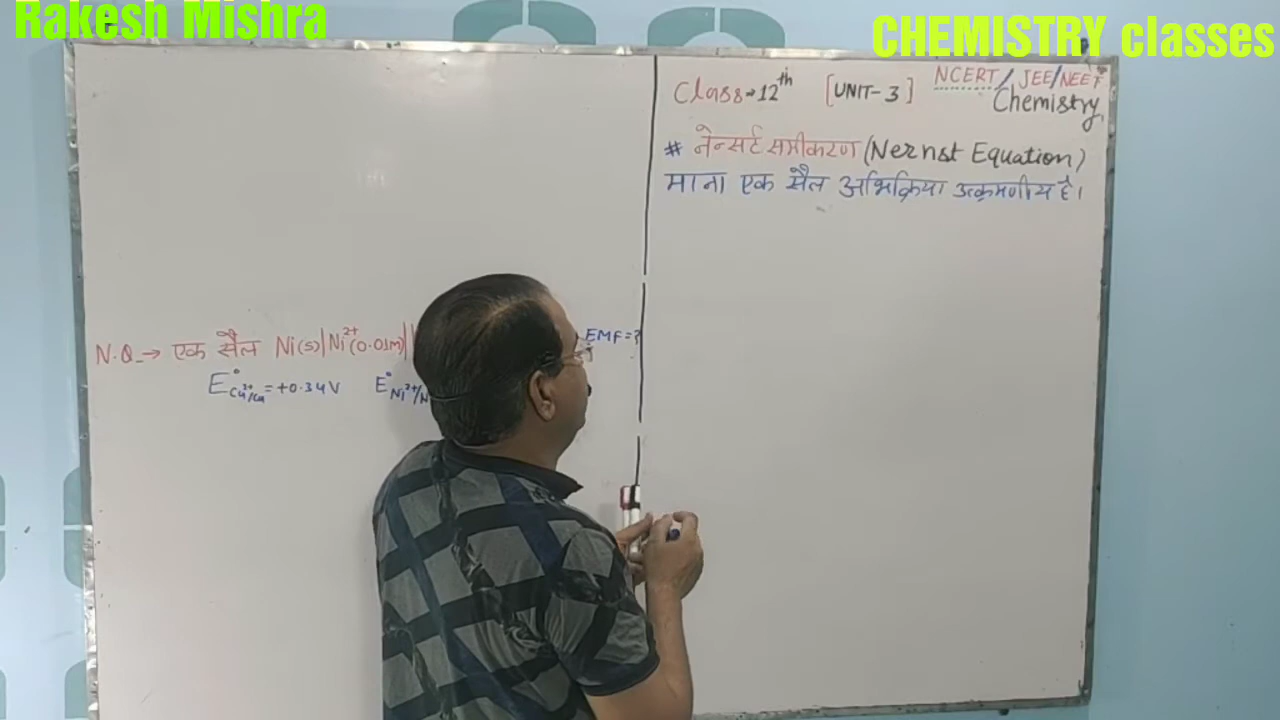 Rakesh Mishra
CHEMISTRY classes
Class→12th [UNIT-3] NCERT/JEE/NEET
Chemistry
# नेन्सर्ट समीकरण (Nernst Equation)
माना एक सैल अभिक्रिया उत्क्रमणीय है।
N.Q.→ एक सैल Ni(s)|Ni2+(0.01M)| EMF=?
E°Cu2+/Cu=+0.34V E°Ni2+/N